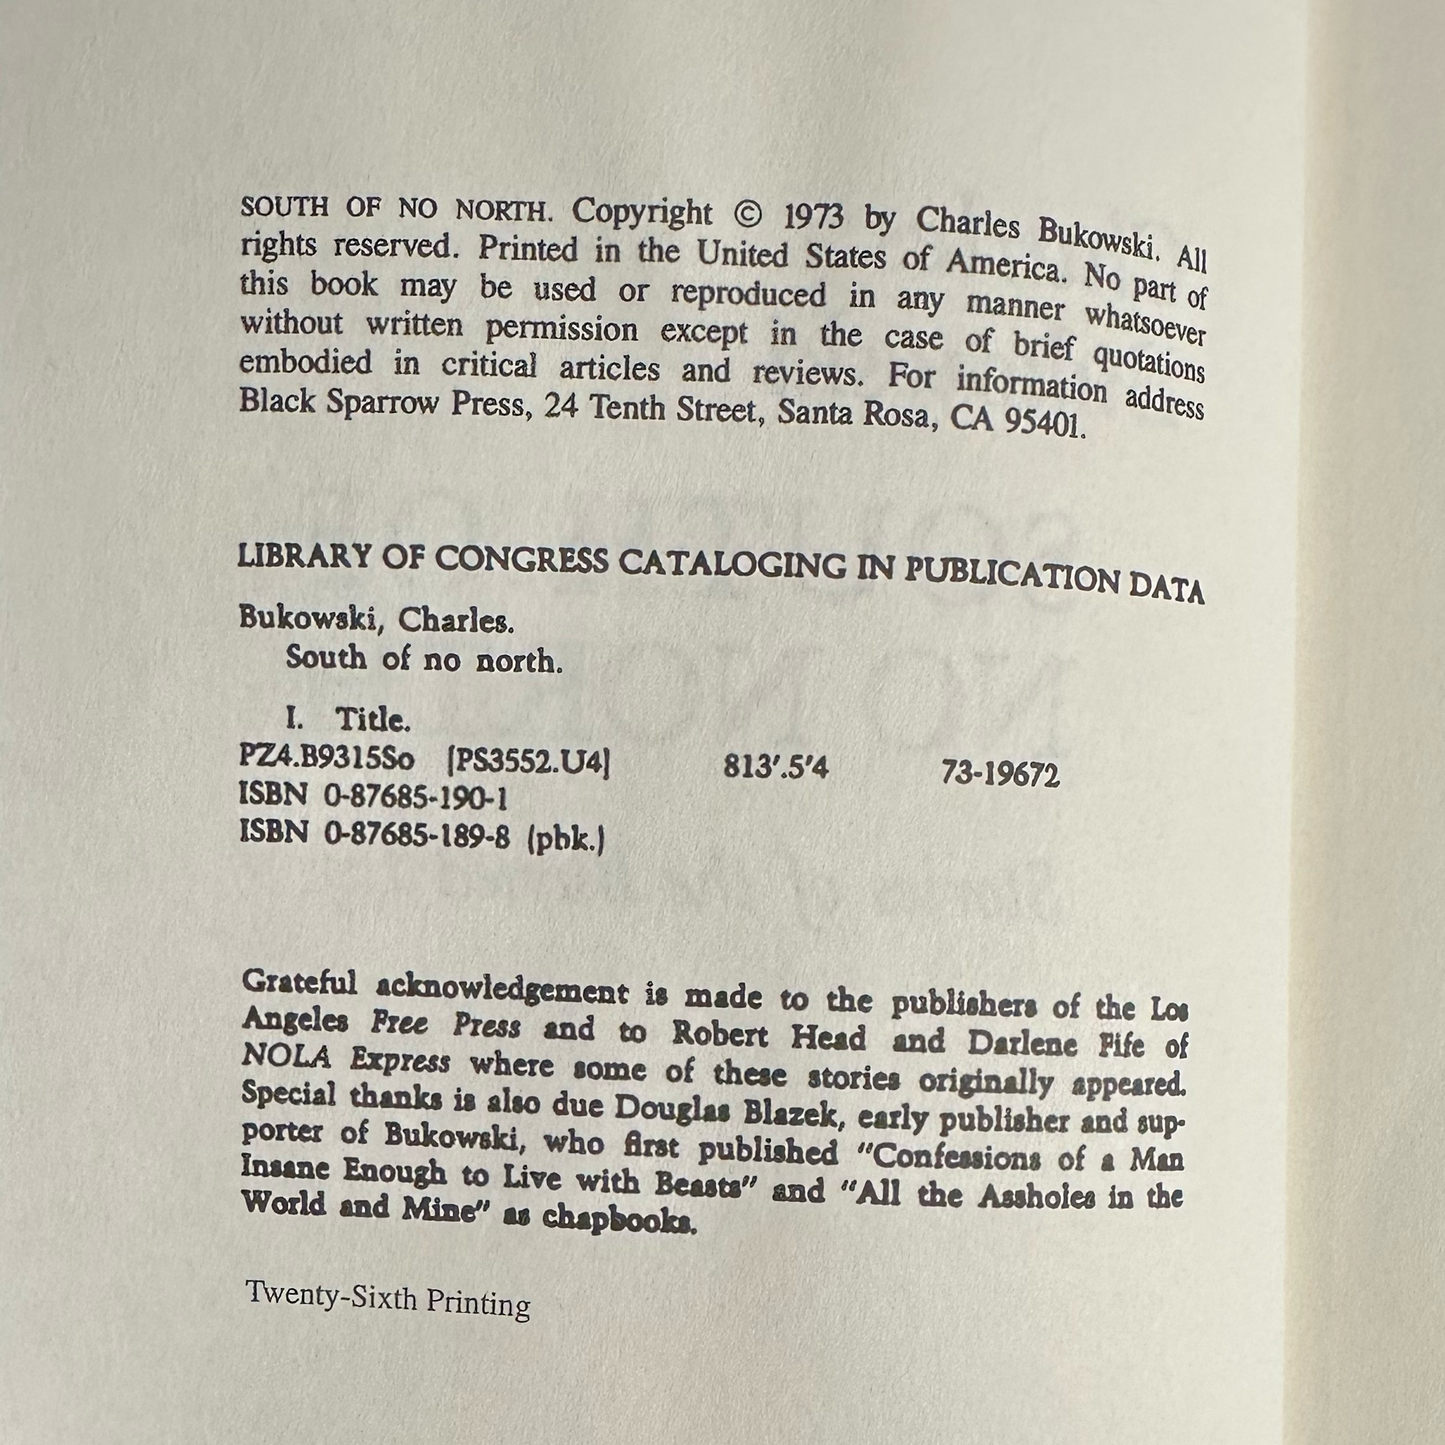 SOUTH OF NO NORTH. Copyright © 1973 by Charles Bukowski. All
rights reserved. Printed in the United States of America. No part of
this book may be used or reproduced in any manner whatsoever
without written permission except in the case of brief quotations
embodied in critical articles and reviews. For information address
Black Sparrow Press, 24 Tenth Street, Santa Rosa, CA 95401.
LIBRARY OF CONGRESS CATALOGING IN PUBLICATION DATA
Bukowski, Charles.
South of no north.
I. Title.
PZ4.B9315So [PS3552.U4] 813'.5'4 73-19672
ISBN 0-87685-190-1
ISBN 0-87685-189-8 (pbk.)
Grateful acknowledgement is made to the publishers of the Los
Angeles Free Press and to Robert Head and Darlene Fife of
NOLA Express where some of these stories originally appeared.
Special thanks is also due Douglas Blazek, early publisher and sup-
porter of Bukowski, who first published "Confessions of a Man
Insane Enough to Live with Beasts" and "All the Assholes in the
World and Mine" as chapbooks.
Twenty-Sixth Printing